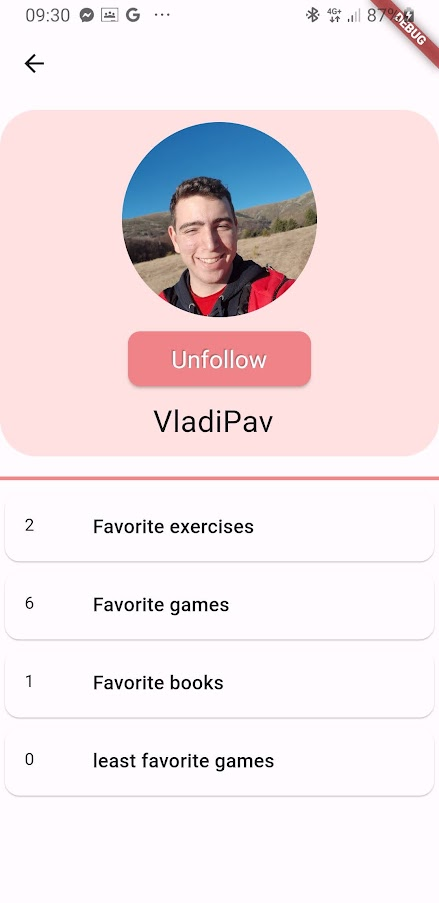 09:30 G ... 4G+ 87%
DEBUG
Unfollow
VladiPav
2 Favorite exercises
6 Favorite games
1 Favorite books
0 least favorite games